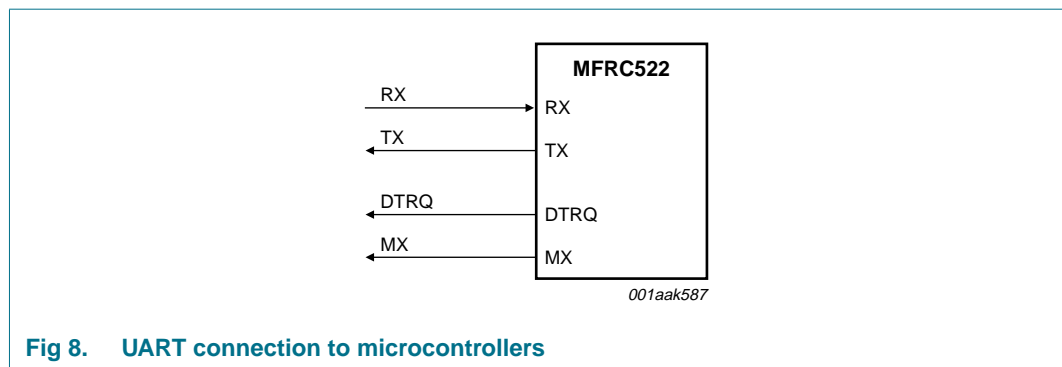 MFRC522
RX
RX
TX
TX
DTRQ
DTRQ
MX
MX
001aak587
Fig 8. UART connection to microcontrollers